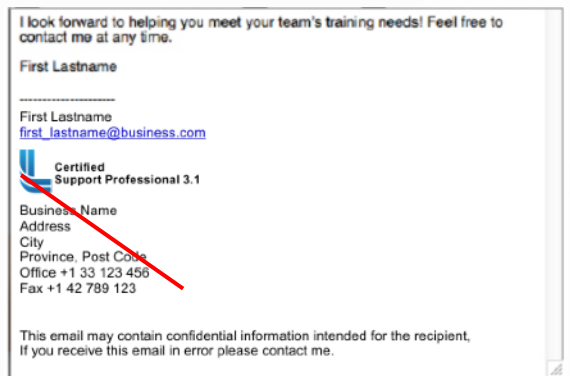 I look forward to helping you meet your team's training needs! Feel free to
contact me at any time.
First Lastname
---------------------
First Lastname
first_lastname@business.com
Certified
Support Professional 3.1
Business Name
Address
City
Province, Post Code
Office +1 33 123 456
Fax +1 42 789 123
This email may contain confidential information intended for the recipient,
If you receive this email in error please contact me.